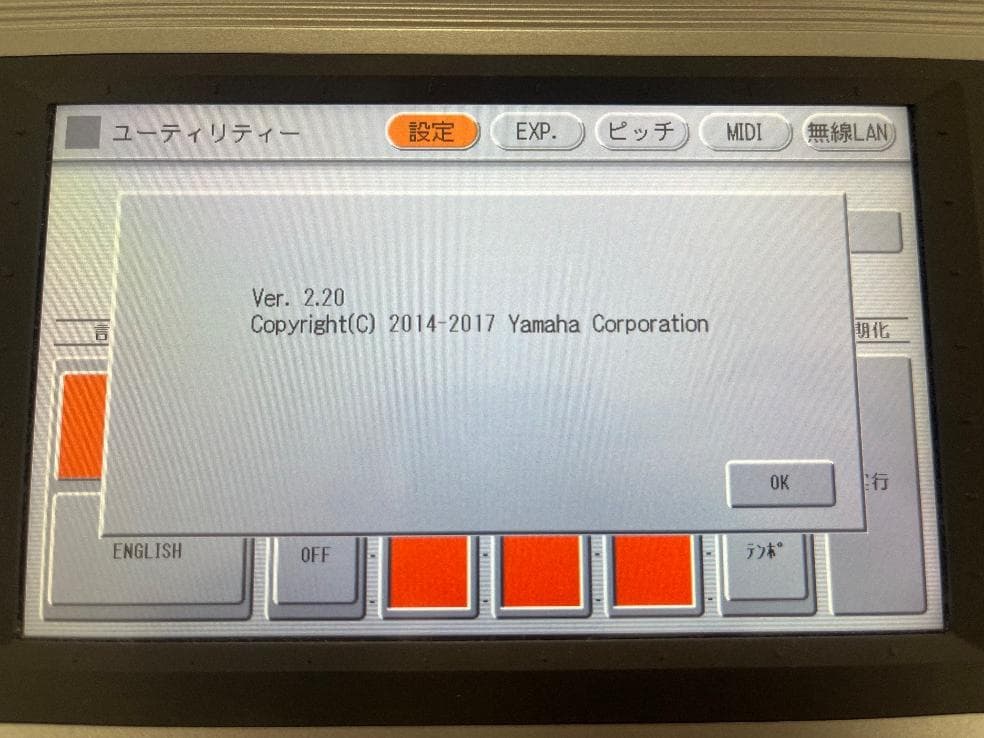 ユーティリティー
設定
EXP.
ピッチ
MIDI
無線LAN
Ver. 2.20
Copyright(C) 2014-2017 Yamaha Corporation
OK
言
期化
行
ENGLISH
OFF
ﾃﾝﾎﾟ